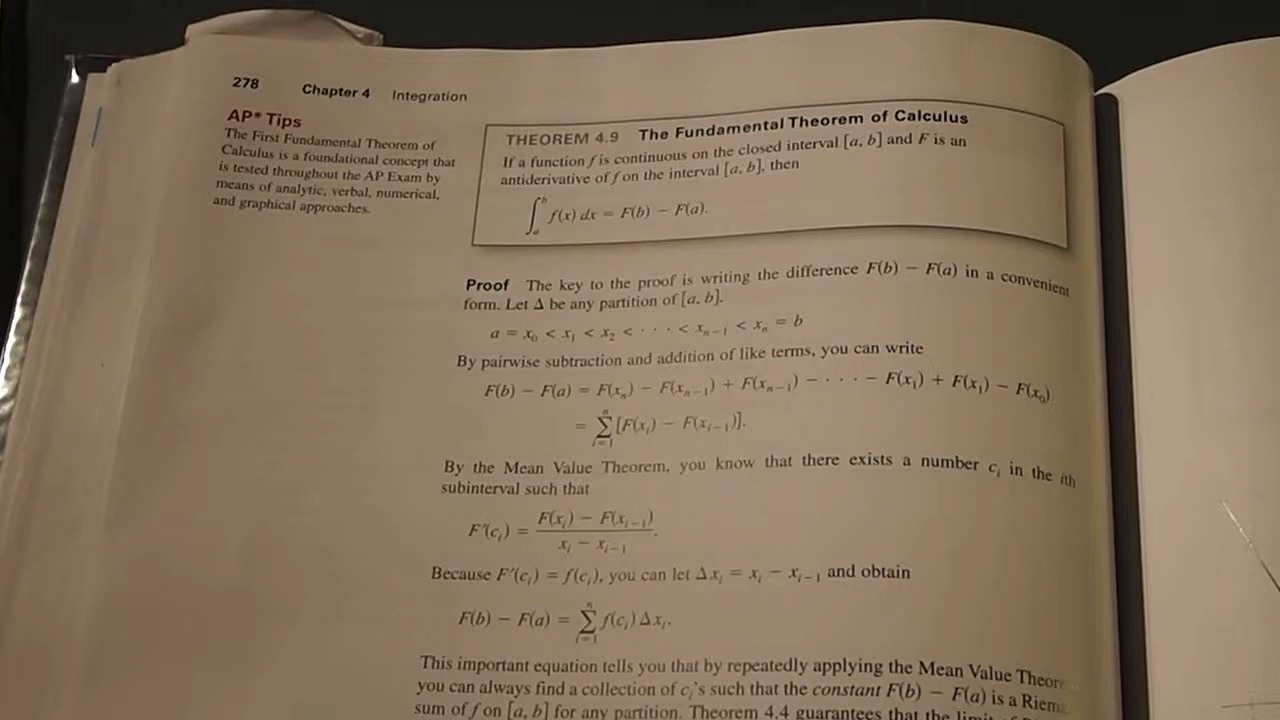 278 Chapter 4 Integration
AP* Tips
The First Fundamental Theorem of
Calculus is a foundational concept that
is tested throughout the AP Exam by
means of analytic, verbal, numerical,
and graphical approaches.
THEOREM 4.9 The Fundamental Theorem of Calculus
If a function f is continuous on the closed interval [a, b] and F is an
antiderivative of f on the interval [a, b], then
∫_a^b f(x) dx = F(b) − F(a).
Proof The key to the proof is writing the difference F(b) − F(a) in a convenient
form. Let Δ be any partition of [a, b].
a = x₀ < x₁ < x₂ < · · · < xₙ₋₁ < xₙ = b
By pairwise subtraction and addition of like terms, you can write
F(b) − F(a) = F(xₙ) − F(xₙ₋₁) + F(xₙ₋₁) − · · · − F(x₁) + F(x₁) − F(x₀)
= ∑_{i=1}^n [F(xᵢ) − F(xᵢ₋₁)].
By the Mean Value Theorem, you know that there exists a number cᵢ in the ith
subinterval such that
F′(cᵢ) = (F(xᵢ) − F(xᵢ₋₁)) / (xᵢ − xᵢ₋₁).
Because F′(cᵢ) = f(cᵢ), you can let Δxᵢ = xᵢ − xᵢ₋₁ and obtain
F(b) − F(a) = ∑_{i=1}^n f(cᵢ) Δxᵢ.
This important equation tells you that by repeatedly applying the Mean Value Theore
you can always find a collection of cᵢ's such that the constant F(b) − F(a) is a Riem
sum of f on [a, b] for any partition. Theorem 4.4 guarantees that the limit